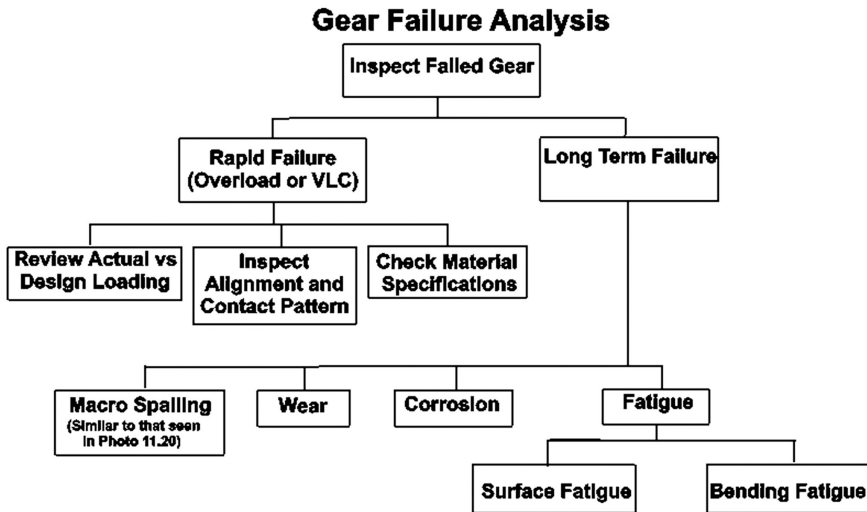 Gear Failure Analysis
Inspect Failed Gear
Rapid Failure
(Overload or VLC)
Long Term Failure
Review Actual vs
Design Loading
Inspect
Alignment and
Contact Pattern
Check Material
Specifications
Macro Spalling
(Similar to that seen
in Photo 11.20)
Wear
Corrosion
Fatigue
Surface Fatigue
Bending Fatigue